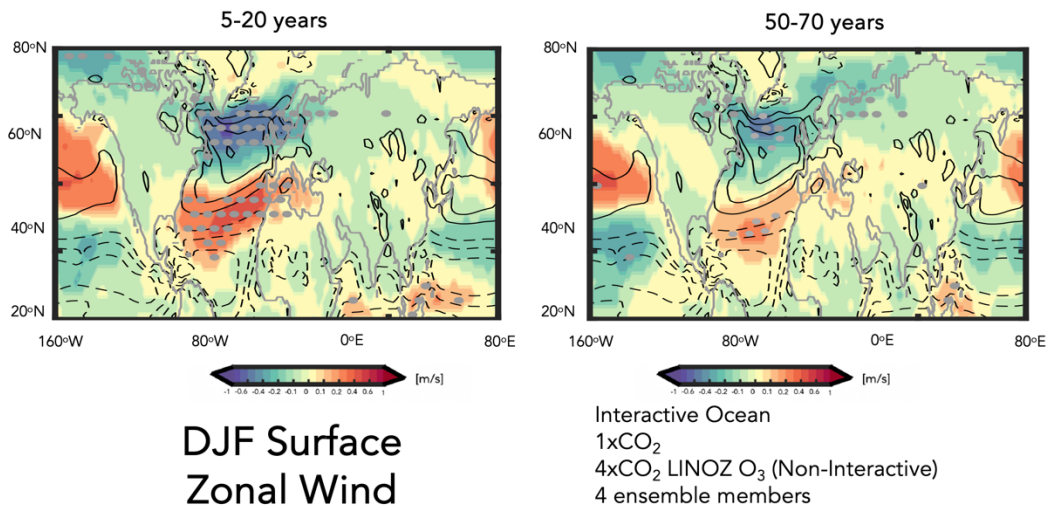 5-20 years
50-70 years
80°N
60°N
40°N
20°N
160°W
80°W
0°E
80°E
80°N
60°N
40°N
20°N
160°W
80°W
0°E
80°E
-1 -0.6 -0.4 -0.2 -0.1 0 0.1 0.2 0.4 0.6 1
[m/s]
-1 -0.6 -0.4 -0.2 -0.1 0 0.1 0.2 0.4 0.6 1
[m/s]
DJF Surface
Zonal Wind
Interactive Ocean
1xCO₂
4xCO₂ LINOZ O₃ (Non-Interactive)
4 ensemble members